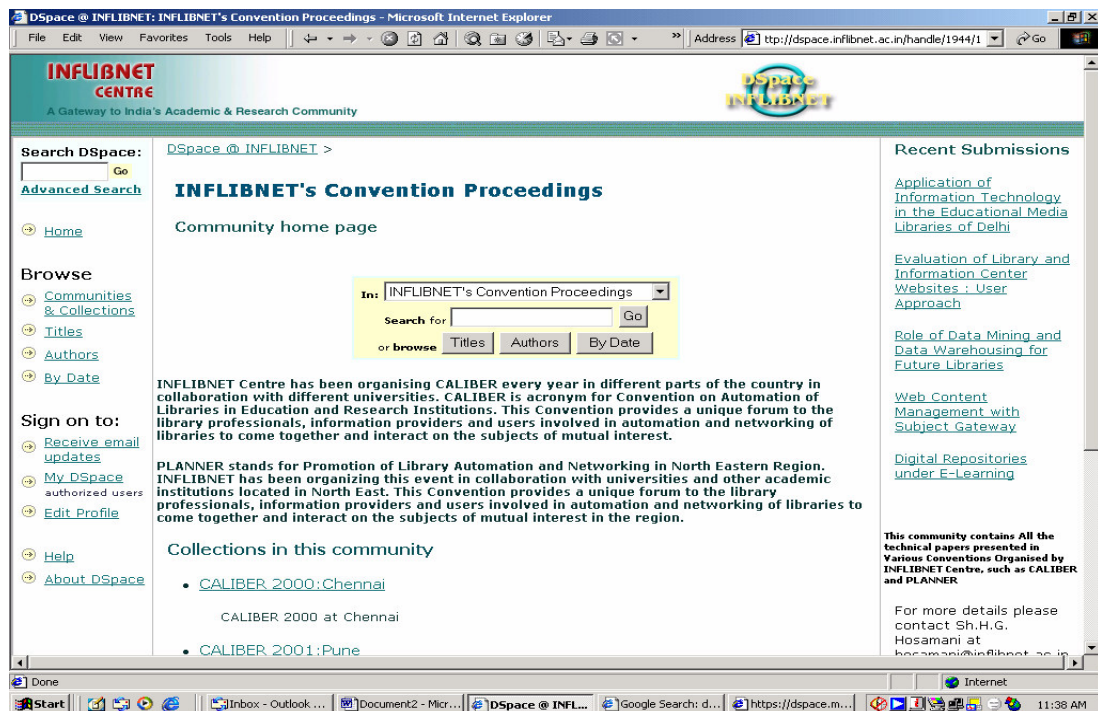 DSpace @ INFLIBNET: INFLIBNET's Convention Proceedings - Microsoft Internet Explorer
File Edit View Favorites Tools Help » Address ttp://dspace.inflibnet.ac.in/handle/1944/1 Go
INFLIBNET
CENTRE
A Gateway to India's Academic & Research Community
DSpace
INFLIBNET
Search DSpace:
Go
Advanced Search
Home
Browse
Communities
& Collections
Titles
Authors
By Date
Sign on to:
Receive email
updates
My DSpace
authorized users
Edit Profile
Help
About DSpace
DSpace @ INFLIBNET >
INFLIBNET's Convention Proceedings
Community home page
In: INFLIBNET's Convention Proceedings
Search for Go
or browse Titles Authors By Date
INFLIBNET Centre has been organising CALIBER every year in different parts of the country in
collaboration with different universities. CALIBER is acronym for Convention on Automation of
Libraries in Education and Research Institutions. This Convention provides a unique forum to the
library professionals, information providers and users involved in automation and networking of
libraries to come together and interact on the subjects of mutual interest.
PLANNER stands for Promotion of Library Automation and Networking in North Eastern Region.
INFLIBNET has been organizing this event in collaboration with universities and other academic
institutions located in North East. This Convention provides a unique forum to the library
professionals, information providers and users involved in automation and networking of libraries to
come together and interact on the subjects of mutual interest in the region.
Collections in this community
• CALIBER 2000:Chennai
CALIBER 2000 at Chennai
• CALIBER 2001:Pune
Recent Submissions
Application of
Information Technology
in the Educational Media
Libraries of Delhi
Evaluation of Library and
Information Center
Websites : User
Approach
Role of Data Mining and
Data Warehousing for
Future Libraries
Web Content
Management with
Subject Gateway
Digital Repositories
under E-Learning
This community contains All the
technical papers presented in
Various Conventions Organised by
INFLIBNET Centre, such as CALIBER
and PLANNER
For more details please
contact Sh.H.G.
Hosamani at
hosamani@inflibnet.ac.in
Done Internet
Start Inbox - Outlook ... Document2 - Micr... DSpace @ INFL... Google Search: d... https://dspace.m... 11:38 AM